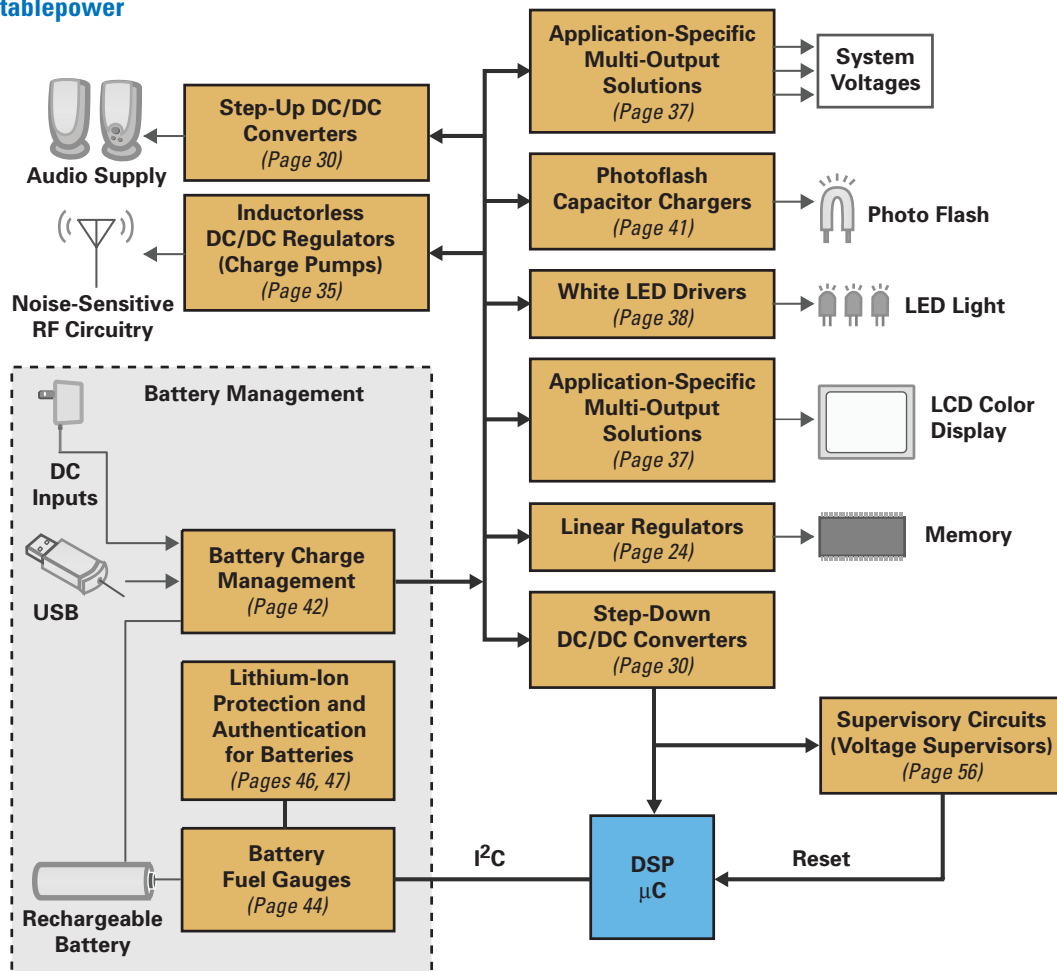 tablepower
Application-Specific
Multi-Output
Solutions
(Page 37)
System
Voltages
Step-Up DC/DC
Converters
(Page 30)
Audio Supply
Photoflash
Capacitor Chargers
(Page 41)
Photo Flash
Inductorless
DC/DC Regulators
(Charge Pumps)
(Page 35)
Noise-Sensitive
RF Circuitry
White LED Drivers
(Page 38)
LED Light
Battery Management
DC
Inputs
Application-Specific
Multi-Output
Solutions
(Page 37)
LCD Color
Display
USB
Battery Charge
Management
(Page 42)
Linear Regulators
(Page 24)
Memory
Step-Down
DC/DC Converters
(Page 30)
Lithium-Ion
Protection and
Authentication
for Batteries
(Pages 46, 47)
Supervisory Circuits
(Voltage Supervisors)
(Page 56)
Rechargeable
Battery
Battery
Fuel Gauges
(Page 44)
I²C
DSP
μC
Reset